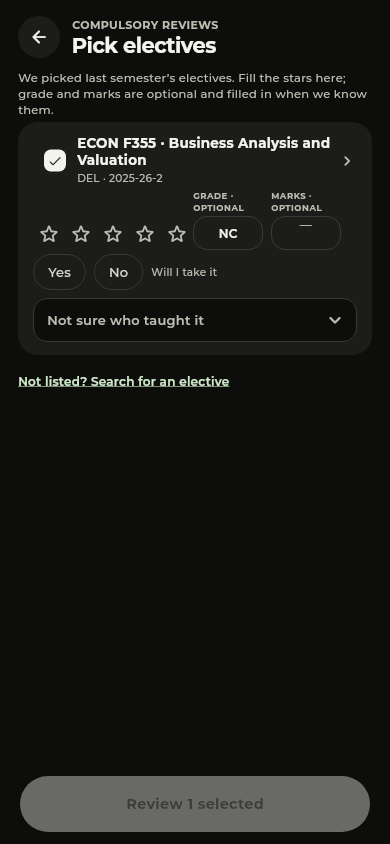 COMPULSORY REVIEWS
Pick electives
We picked last semester’s electives. Fill the stars here;
grade and marks are optional and filled in when we know
them.
ECON F355 · Business Analysis and
Valuation
DEL · 2025-26-2
GRADE ·
OPTIONAL
MARKS ·
OPTIONAL
NC
—
Yes
No
Will I take it
Not sure who taught it
Not listed? Search for an elective
Review 1 selected